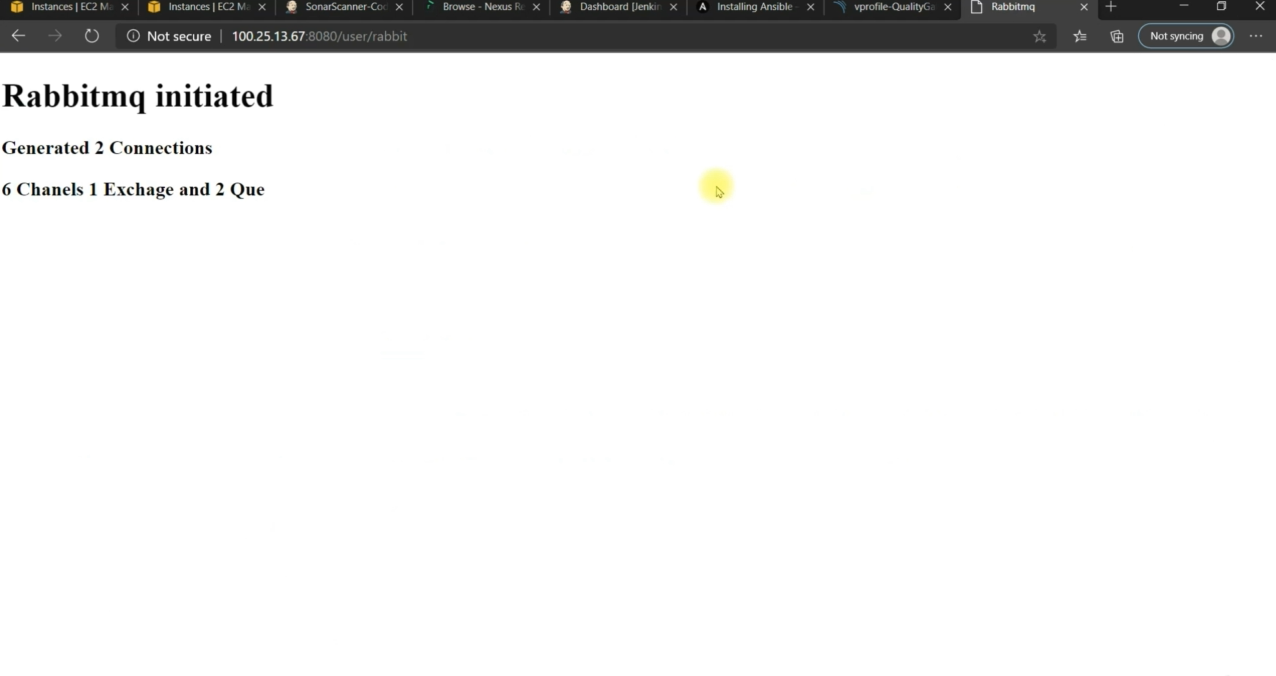 Instances | EC2 Ma
Instances | EC2 Ma
SonarScanner-Cod
Browse - Nexus Re
Dashboard [Jenkin
Installing Ansible -
vprofile-QualityGa
Rabbitmq
Not secure | 100.25.13.67:8080/user/rabbit
Not syncing
Rabbitmq initiated
Generated 2 Connections
6 Chanels 1 Exchage and 2 Que